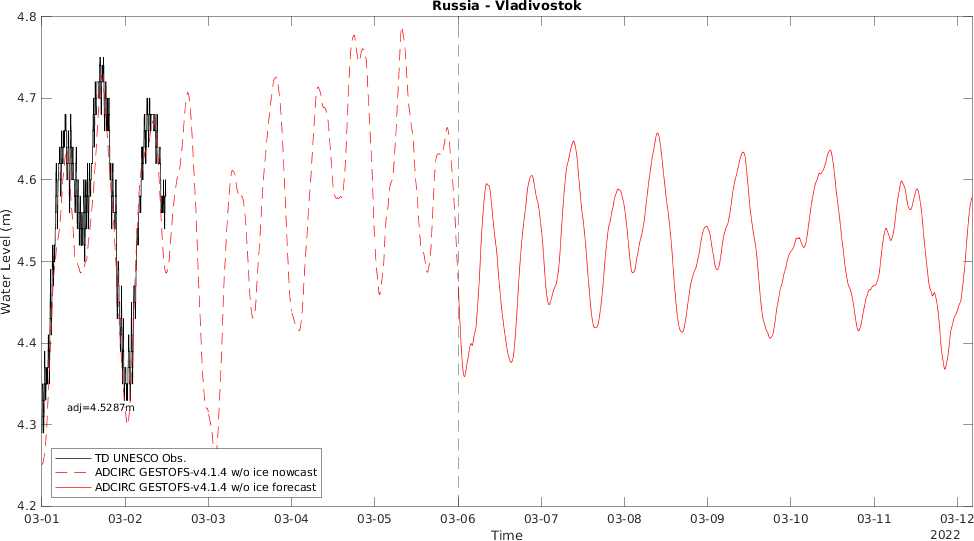 Russia - Vladivostok
4.8
4.7
4.6
4.5
4.4
4.3
4.2
Water Level (m)
adj=4.5287m
TD UNESCO Obs.
ADCIRC GESTOFS-v4.1.4 w/o ice nowcast
ADCIRC GESTOFS-v4.1.4 w/o ice forecast
03-01 03-02 03-03 03-04 03-05 03-06 03-07 03-08 03-09 03-10 03-11 03-12
Time
2022